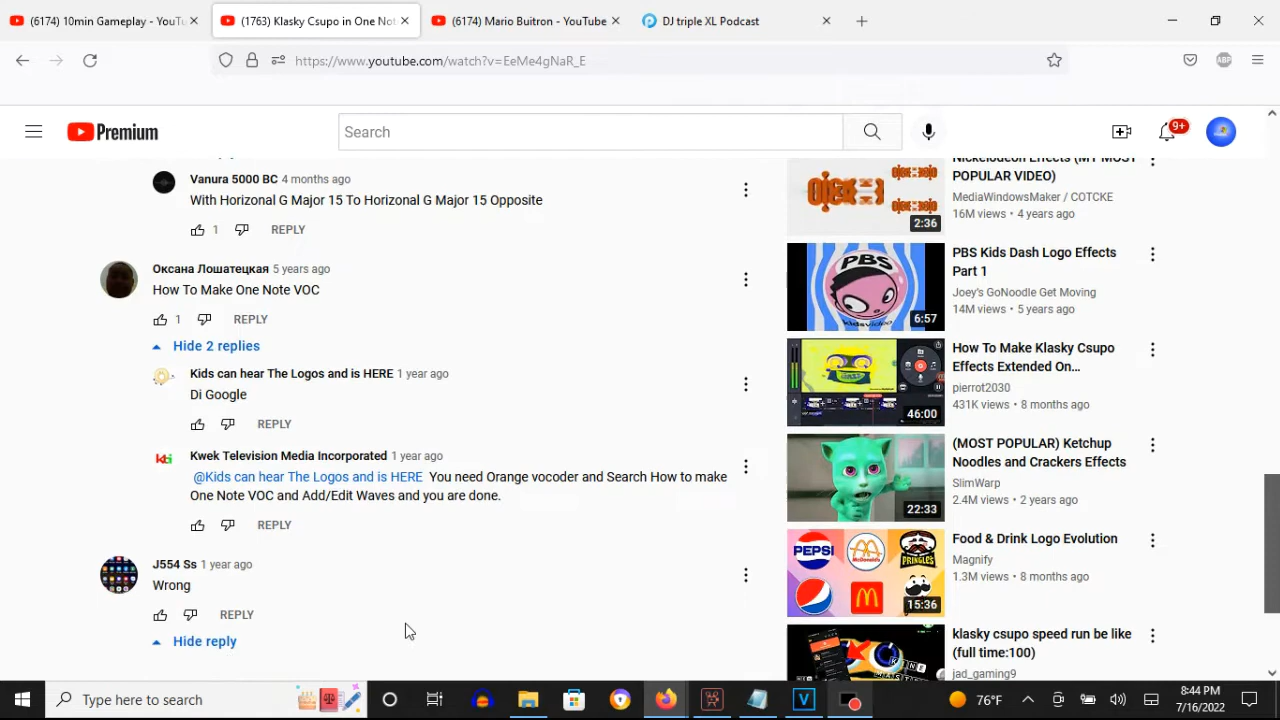 (6174) 10min Gameplay - YouTu
(1763) Klasky Csupo in One Not
(6174) Mario Buitron - YouTube
DJ triple XL Podcast
https://www.youtube.com/watch?v=EeMe4gNaR_E
ABP
Premium
Search
9+
Vanura 5000 BC 4 months ago
With Horizonal G Major 15 To Horizonal G Major 15 Opposite
1 REPLY
Оксана Лошатецкая 5 years ago
How To Make One Note VOC
1 REPLY
Hide 2 replies
Kids can hear The Logos and is HERE 1 year ago
Di Google
REPLY
Kwek Television Media Incorporated 1 year ago
@Kids can hear The Logos and is HERE You need Orange vocoder and Search How to make
One Note VOC and Add/Edit Waves and you are done.
REPLY
J554 Ss 1 year ago
Wrong
REPLY
Hide reply
Nickelodeon Effects (MY MOST
POPULAR VIDEO)
MediaWindowsMaker / COTCKE
16M views • 4 years ago
2:36
PBS
kidsvideo
6:57
PBS Kids Dash Logo Effects
Part 1
Joey's GoNoodle Get Moving
14M views • 5 years ago
46:00
How To Make Klasky Csupo
Effects Extended On…
pierrot2030
431K views • 8 months ago
22:33
(MOST POPULAR) Ketchup
Noodles and Crackers Effects
SlimWarp
2.4M views • 2 years ago
PEPSI
McDonald's
PRINGLES
15:36
Food & Drink Logo Evolution
Magnify
1.3M views • 8 months ago
klasky csupo speed run be like
(full time:100)
jad_gaming9
Type here to search
76°F
8:44 PM
7/16/2022